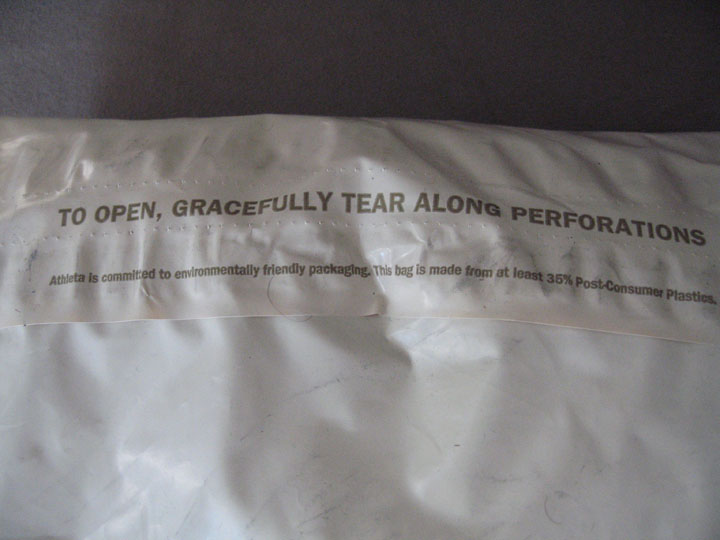 TO OPEN, GRACEFULLY TEAR ALONG PERFORATIONS
Athleta is committed to environmentally friendly packaging. This bag is made from at least 35% Post-Consumer Plastics.